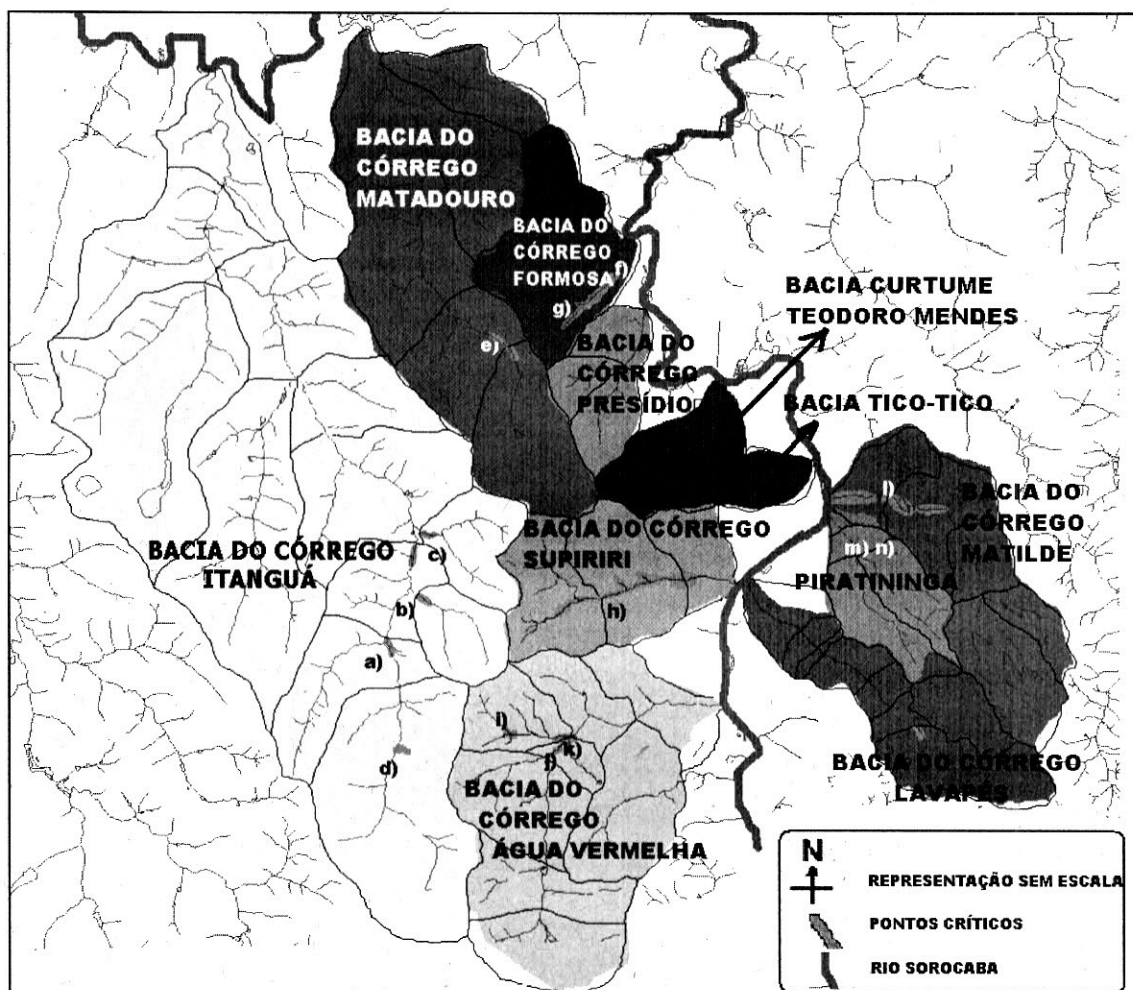 BACIA DO
CÓRREGO
MATADOURO
BACIA DO
CÓRREGO
FORMOSA
f)
g)
e)
BACIA DO
CÓRREGO
PRESÍDIO
BACIA CURTUME
TEODORO MENDES
BACIA TICO-TICO
BACIA DO CÓRREGO
ITANGUÁ
c)
b)
a)
d)
BACIA DO CÓRREGO
SUPIRIRI
h)
l)
BACIA DO
CÓRREGO
MATILDE
m) n)
PIRATININGA
i)
k)
j)
BACIA DO
CÓRREGO
ÁGUA VERMELHA
BACIA DO CÓRREGO
LAVAPÉS
N
REPRESENTAÇÃO SEM ESCALA
PONTOS CRÍTICOS
RIO SOROCABA